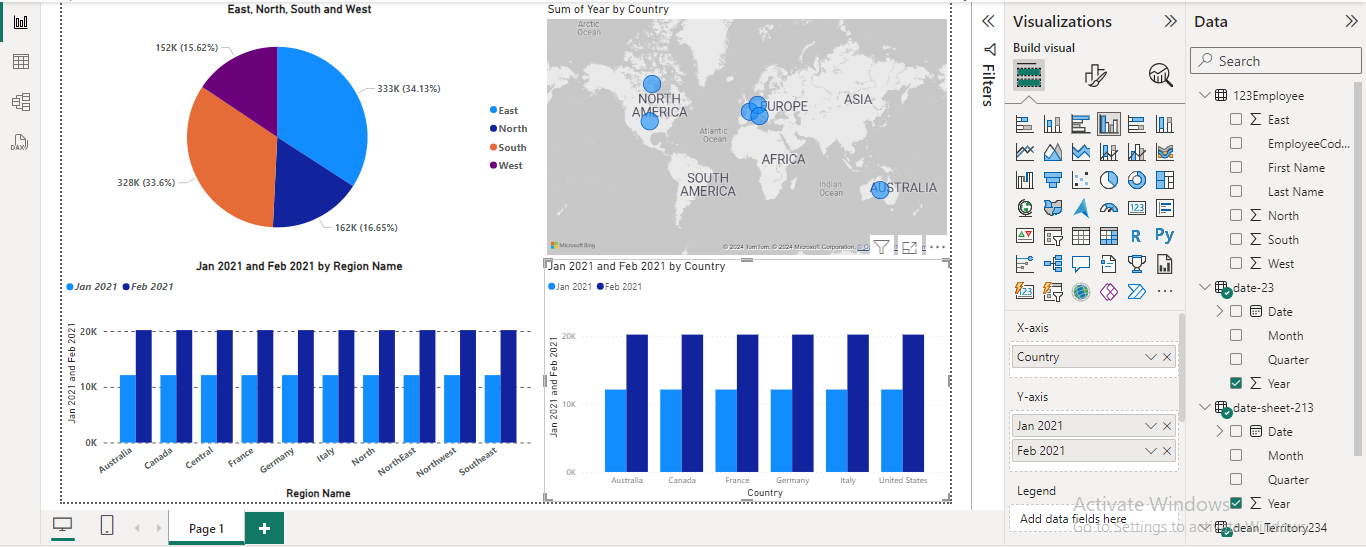 East, North, South and West
152K (15.62%)
333K (34.13%)
328K (33.6%)
162K (16.65%)
East
North
South
West
Sum of Year by Country
Arctic
Ocean
NORTH
AMERICA
EUROPE
ASIA
Atlantic
Ocean
AFRICA
SOUTH
AMERICA
Indian
Ocean
AUSTRALIA
Microsoft Bing
© 2024 TomTom, © 2024 Microsoft Corporation,
Jan 2021 and Feb 2021 by Region Name
Jan 2021 Feb 2021
Jan 2021 and Feb 2021
20K
10K
0K
Australia
Canada
Central
France
Germany
Italy
North
NorthEast
Northwest
Southeast
Region Name
Jan 2021 and Feb 2021 by Country
Jan 2021 Feb 2021
Jan 2021 and Feb 2021
20K
10K
0K
Australia
Canada
France
Germany
Italy
United States
Country
DAX
Page 1
Filters
Visualizations
Build visual
123
R
Py
123
X-axis
Country
Y-axis
Jan 2021
Feb 2021
Legend
Add data fields here
Data
Search
123Employee
East
EmployeeCod...
First Name
Last Name
North
South
West
date-23
Date
Month
Quarter
Year
date-sheet-213
Date
Month
Quarter
Year
Activate Windows